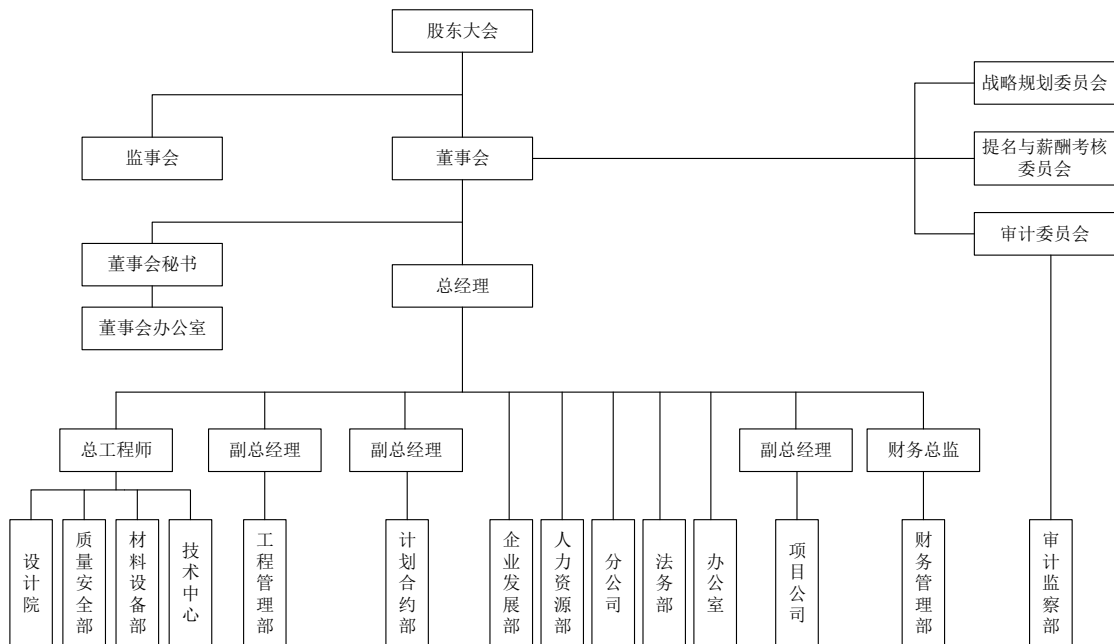 股东大会
战略规划委员会
监事会
董事会
提名与薪酬考核
委员会
审计委员会
董事会秘书
总经理
董事会办公室
总工程师
副总经理
副总经理
副总经理
财务总监
设计院
质量安全部
材料设备部
技术中心
工程管理部
计划合约部
企业发展部
人力资源部
分公司
法务部
办公室
项目公司
财务管理部
审计监察部